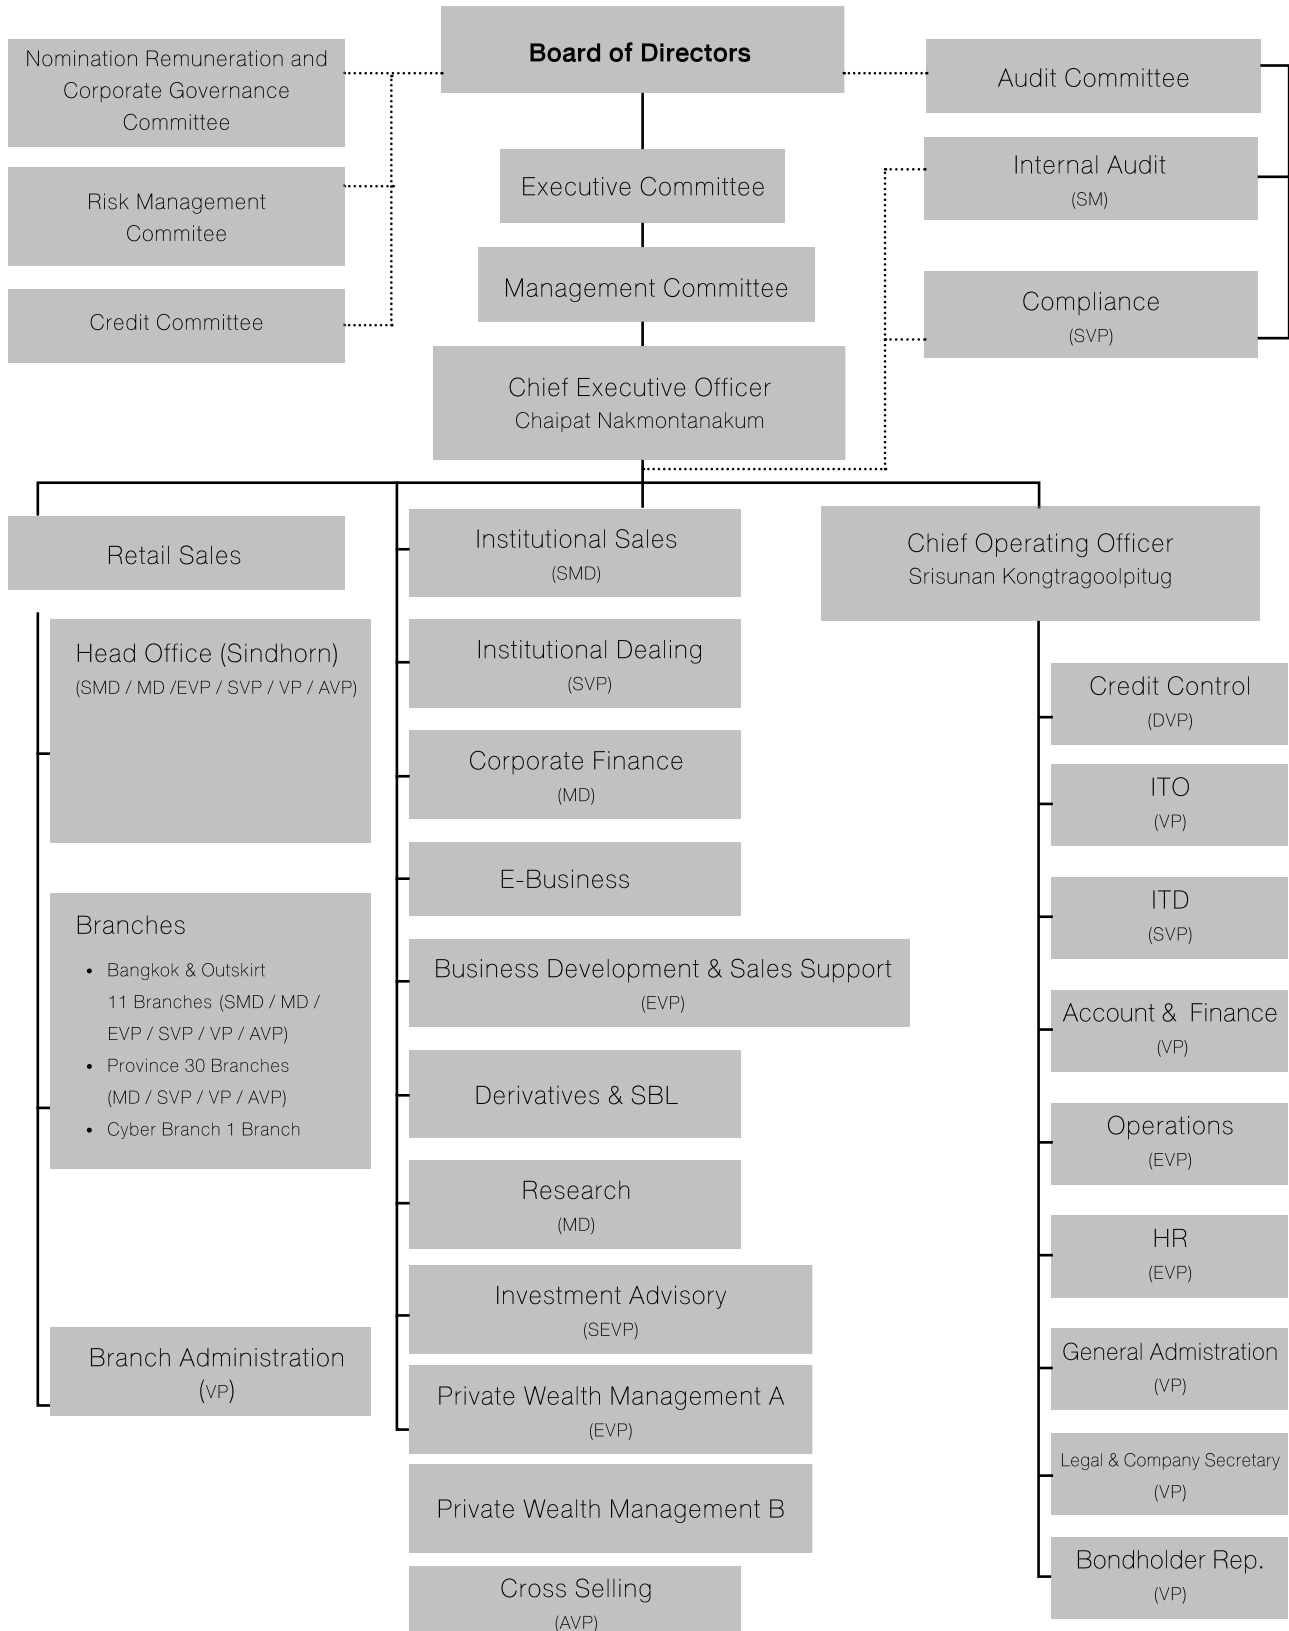 Board of Directors
Nomination Remuneration and
Corporate Governance
Committee
Audit Committee
Executive Committee
Internal Audit
(SM)
Risk Management
Commitee
Management Committee
Compliance
(SVP)
Credit Committee
Chief Executive Officer
Chaipat Nakmontanakum
Retail Sales
Head Office (Sindhorn)
(SMD / MD /EVP / SVP / VP / AVP)
Branches
• Bangkok & Outskirt
11 Branches (SMD / MD /
EVP / SVP / VP / AVP)
• Province 30 Branches
(MD / SVP / VP / AVP)
• Cyber Branch 1 Branch
Branch Administration
(VP)
Institutional Sales
(SMD)
Institutional Dealing
(SVP)
Corporate Finance
(MD)
E-Business
Business Development & Sales Support
(EVP)
Derivatives & SBL
Research
(MD)
Investment Advisory
(SEVP)
Private Wealth Management A
(EVP)
Private Wealth Management B
Cross Selling
(AVP)
Chief Operating Officer
Srisunan Kongtragoolpitug
Credit Control
(DVP)
ITO
(VP)
ITD
(SVP)
Account & Finance
(VP)
Operations
(EVP)
HR
(EVP)
General Admistration
(VP)
Legal & Company Secretary
(VP)
Bondholder Rep.
(VP)